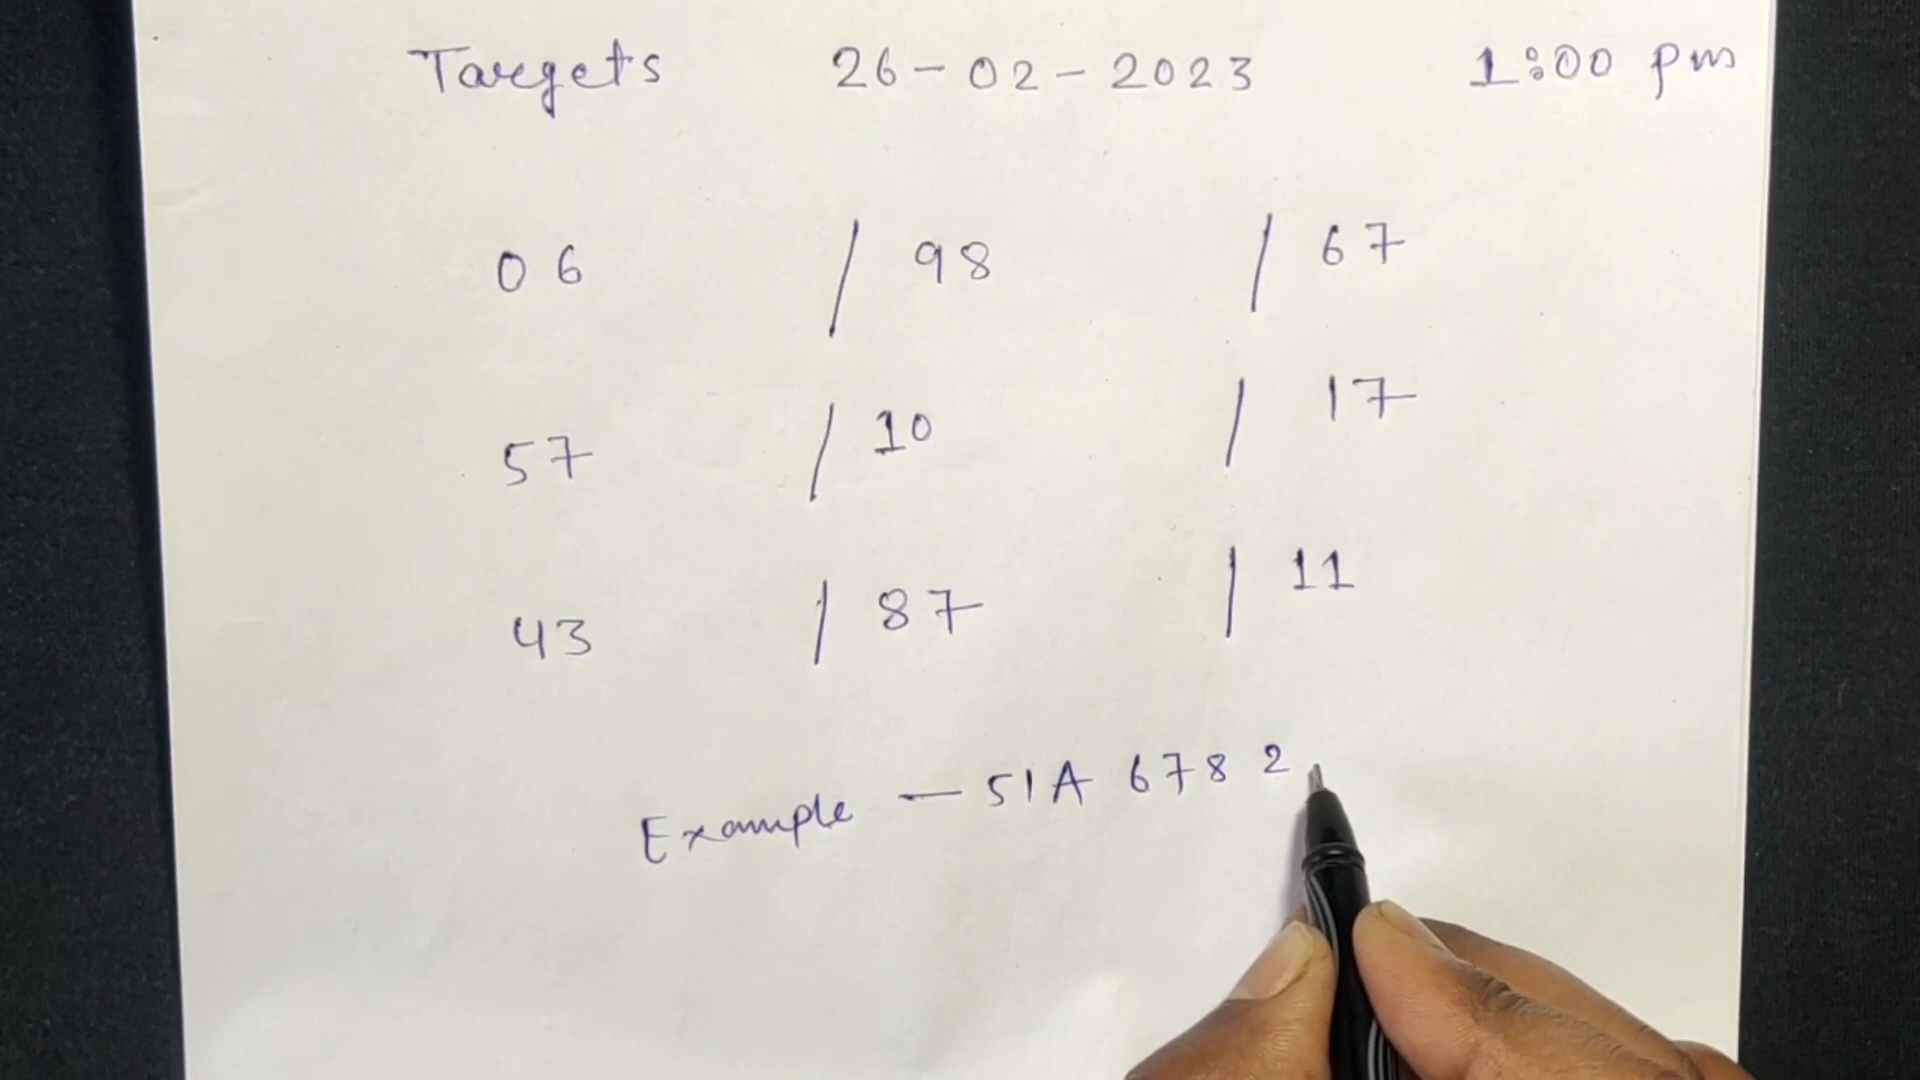 Targets 26-02-2023 1:00 pm
06 / 98 / 67
57 / 10 / 17
43 / 87 / 11
Example — 51A 678 2